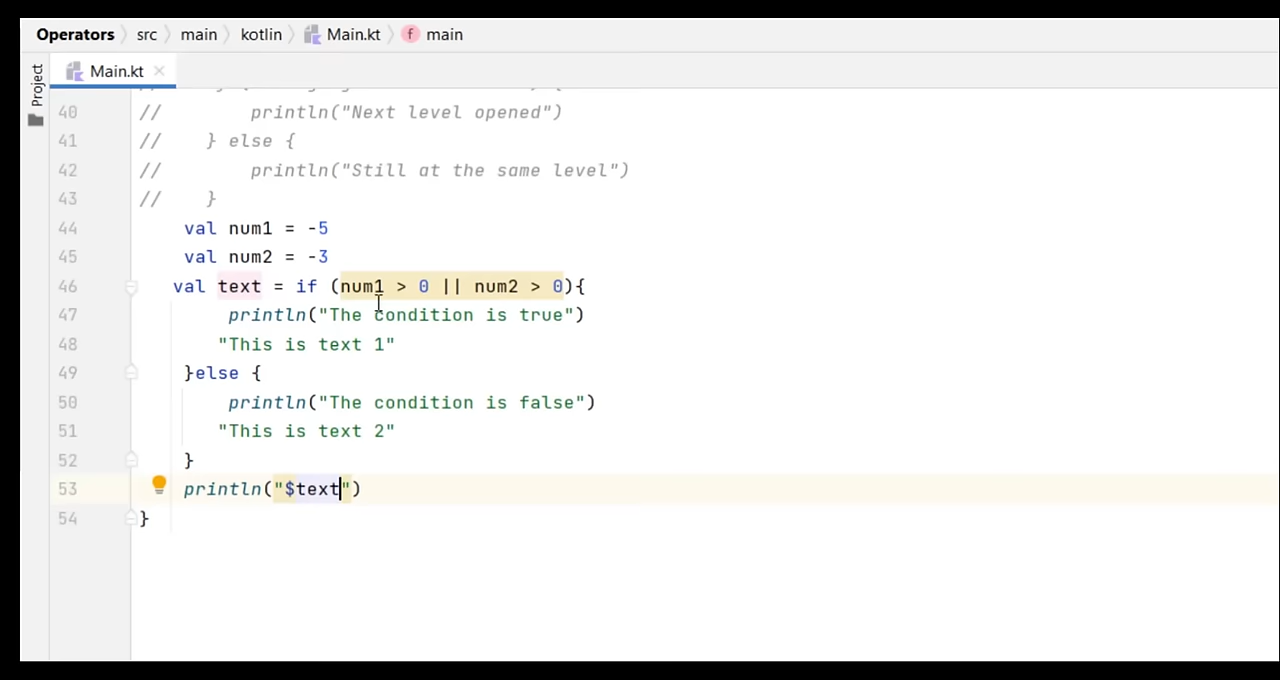 Operators src main kotlin Main.kt f main
Project
Main.kt
40 // println("Next level opened")
41 // } else {
42 // println("Still at the same level")
43 // }
44 val num1 = -5
45 val num2 = -3
46 val text = if (num1 > 0 || num2 > 0){
47 println("The condition is true")
48 "This is text 1"
49 }else {
50 println("The condition is false")
51 "This is text 2"
52 }
53 println("$text")
54 }